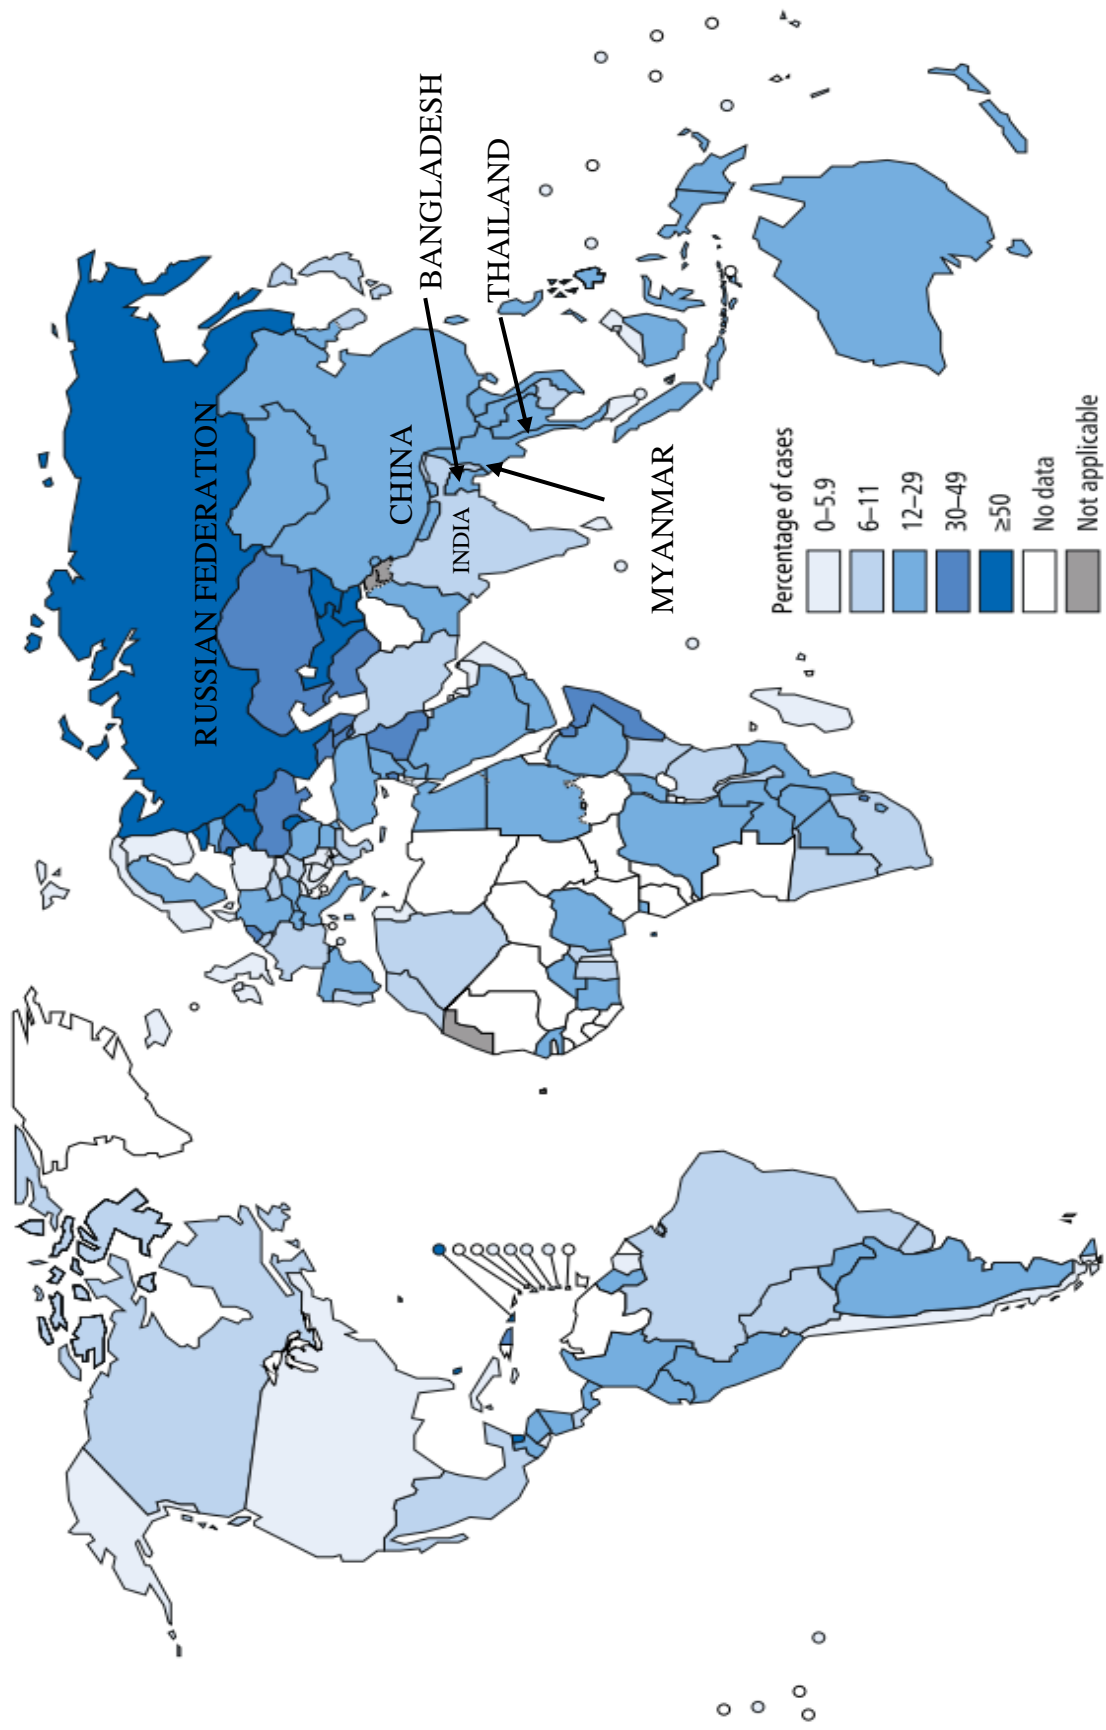 RUSSIAN FEDERATION
CHINA
BANGLADESH
INDIA
THAILAND
MYANMAR
Percentage of cases
0–5.9
6–11
12–29
30–49
≥50
No data
Not applicable